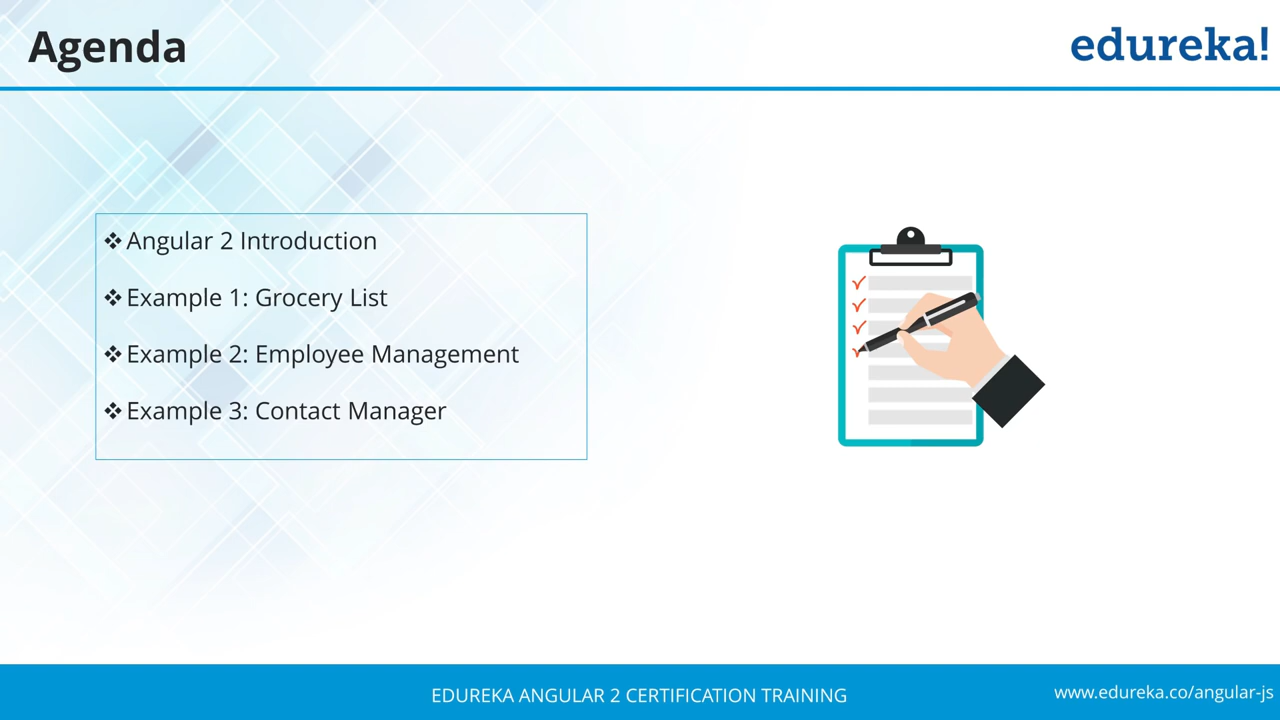 Agenda
edureka!
❖ Angular 2 Introduction
❖ Example 1: Grocery List
❖ Example 2: Employee Management
❖ Example 3: Contact Manager
EDUREKA ANGULAR 2 CERTIFICATION TRAINING
www.edureka.co/angular-js